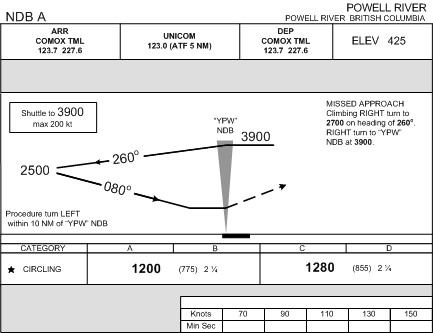 NDB A
POWELL RIVER
POWELL RIVER BRITISH COLUMBIA
ARR
COMOX TML
123.7 227.6
UNICOM
123.0 (ATF 5 NM)
DEP
COMOX TML
123.7 227.6
ELEV 425
Shuttle to 3900
max 200 kt
"YPW"
NDB
3900
MISSED APPROACH
Climbing RIGHT turn to
2700 on heading of 260°.
RIGHT turn to "YPW"
NDB at 3900.
260°
2500
080°
Procedure turn LEFT
within 10 NM of "YPW" NDB
CATEGORY A B C D
★ CIRCLING 1200 (775) 2 ¼ 1280 (855) 2 ¼
Knots 70 90 110 130 150
Min Sec